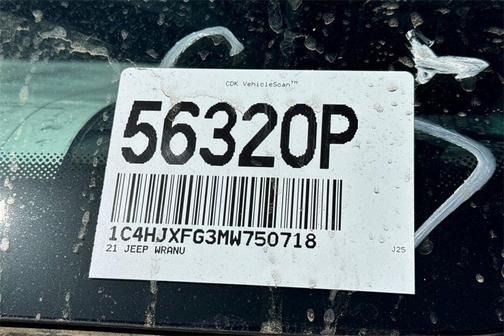 CDK VehicleScan™
56320P
1C4HJXFG3MW750718
21 JEEP WRANU
J25